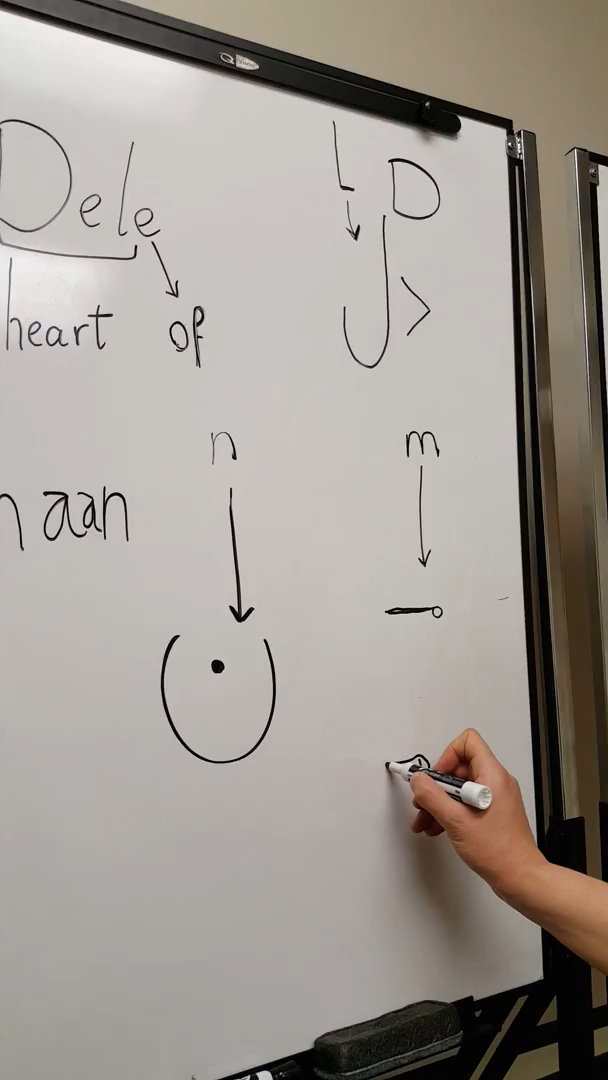 Dele L D
heart of ل >
n m
naan ↓ ↓
ن م